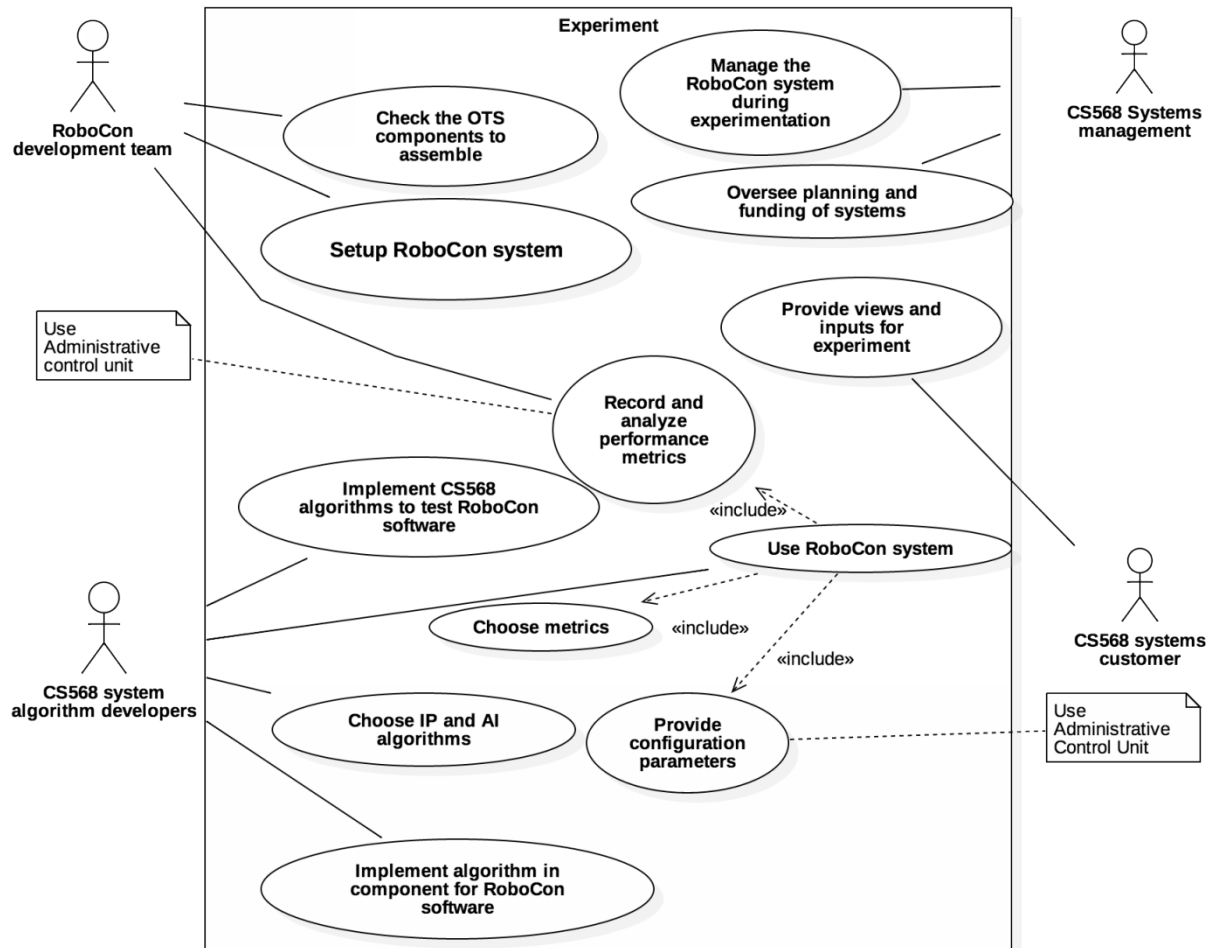 Experiment
RoboCon
development team
Check the OTS
components to
assemble
Manage the
RoboCon system
during
experimentation
CS568 Systems
management
Oversee planning and
funding of systems
Setup RoboCon system
Use
Administrative
control unit
Provide views and
inputs for
experiment
Record and
analyze
performance
metrics
Implement CS568
algorithms to test RoboCon
software
«include»
Use RoboCon system
Choose metrics
«include»
«include»
CS568 system
algorithm developers
CS568 systems
customer
Choose IP and AI
algorithms
Provide
configuration
parameters
Use
Administrative
Control Unit
Implement algorithm in
component for RoboCon
software